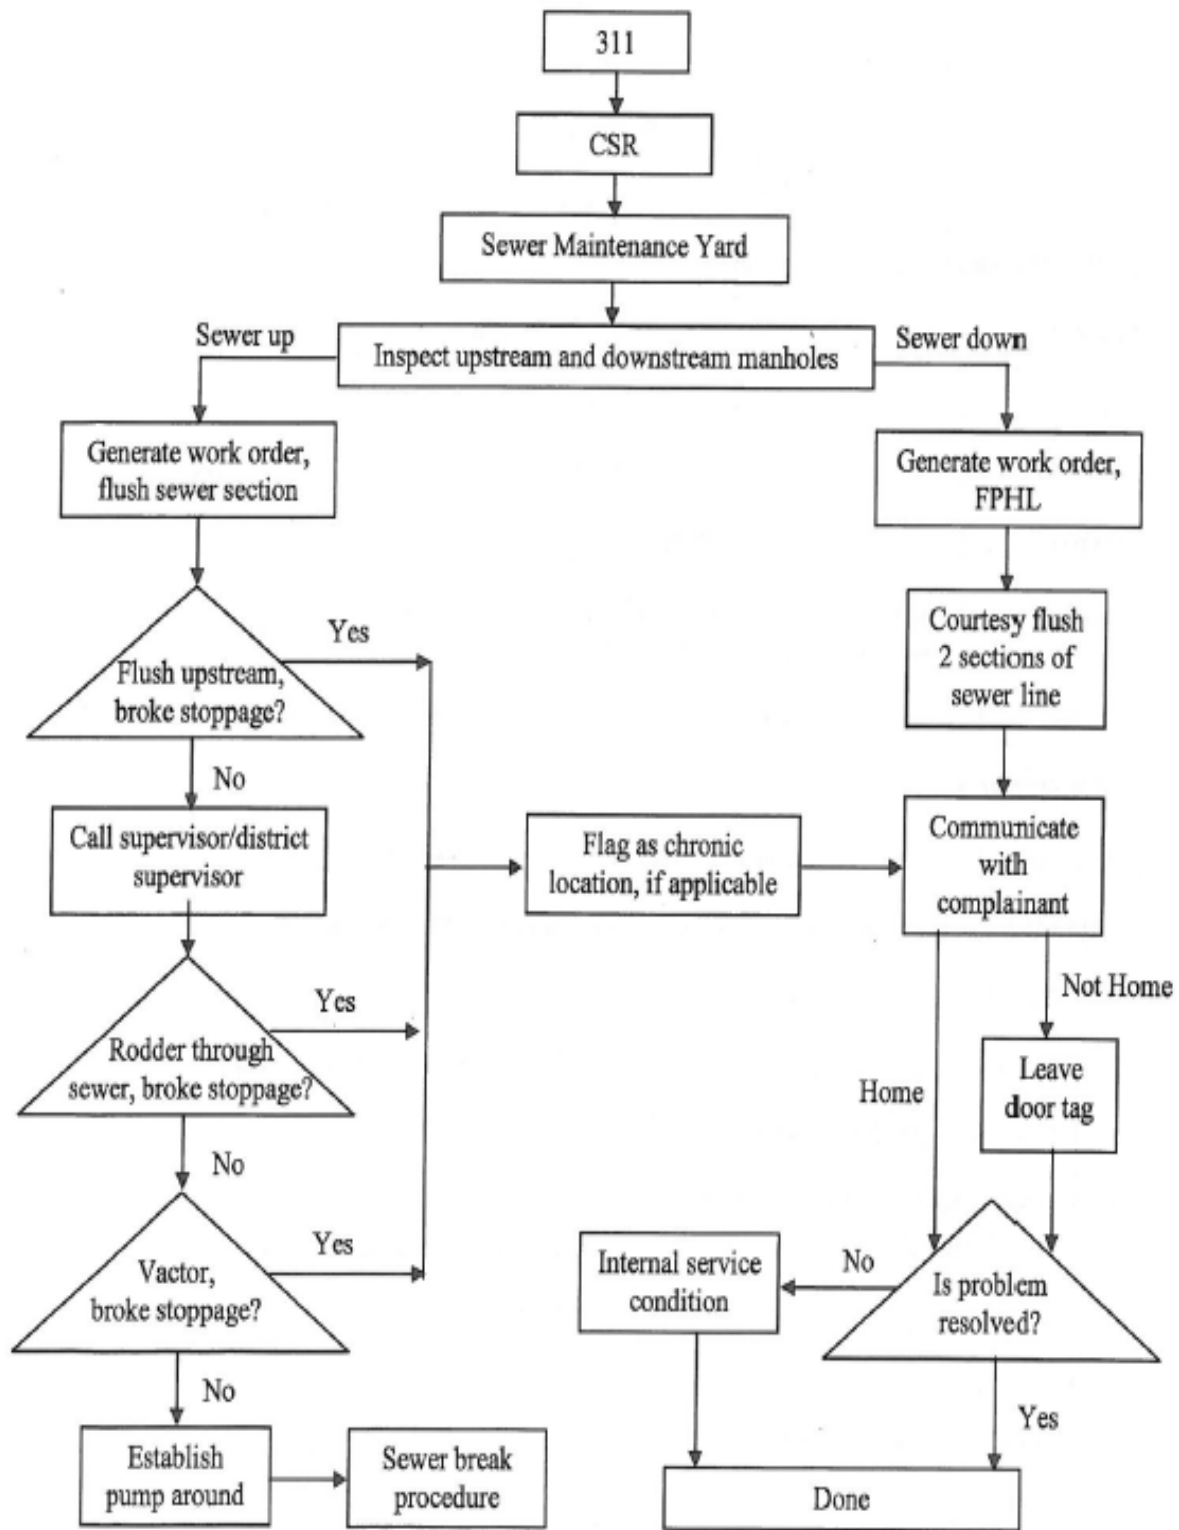 311
CSR
Sewer Maintenance Yard
Sewer up
Inspect upstream and downstream manholes
Sewer down
Generate work order,
flush sewer section
Generate work order,
FPHL
Flush upstream,
broke stoppage?
Yes
No
Courtesy flush
2 sections of
sewer line
Call supervisor/district
supervisor
Flag as chronic
location, if applicable
Communicate
with
complainant
Rodder through
sewer, broke stoppage?
Yes
No
Home
Not Home
Leave
door tag
Vactor,
broke stoppage?
Yes
No
Internal service
condition
No
Is problem
resolved?
Yes
Establish
pump around
Sewer break
procedure
Done